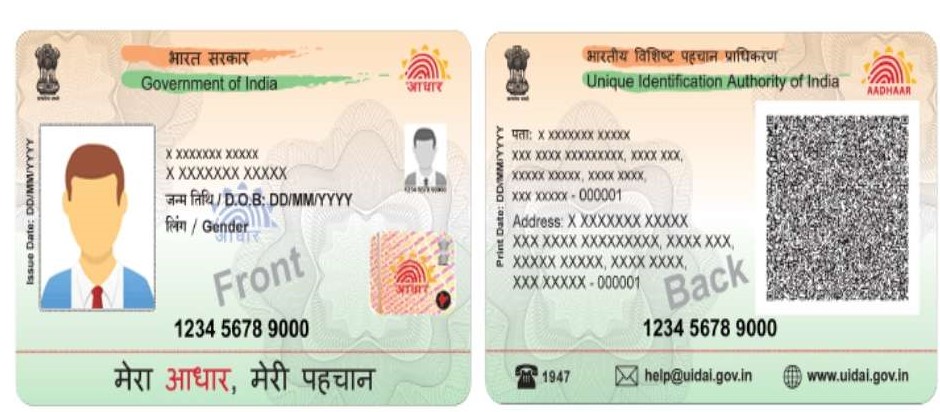 भारत सरकार
Government of India
आधार
Issue Date: DD/MM/YYYY
X XXXXXXX XXXXX
X XXXXXXX XXXXX
जन्म तिथि / D.O.B: DD/MM/YYYY
लिंग / Gender
आधार
1234 5678 9000
आधार
Front
1234 5678 9000
मेरा आधार, मेरी पहचान
भारतीय विशिष्ट पहचान प्राधिकरण
Unique Identification Authority of India
AADHAAR
Print Date: DD/MM/YYYY
पता: X XXXXXXX XXXXX
XXX XXXX XXXXXXXXX, XXXX XXX,
XXXXX XXXXX, XXXX XXXX,
XXX XXXXX - 000001
Address: X XXXXXXX XXXXX
XXX XXXX XXXXXXXXX, XXXX XXX,
XXXXX XXXXX, XXXX XXXX,
XXX XXXXX - 000001
Back
1234 5678 9000
1947
help@uidai.gov.in
www.uidai.gov.in